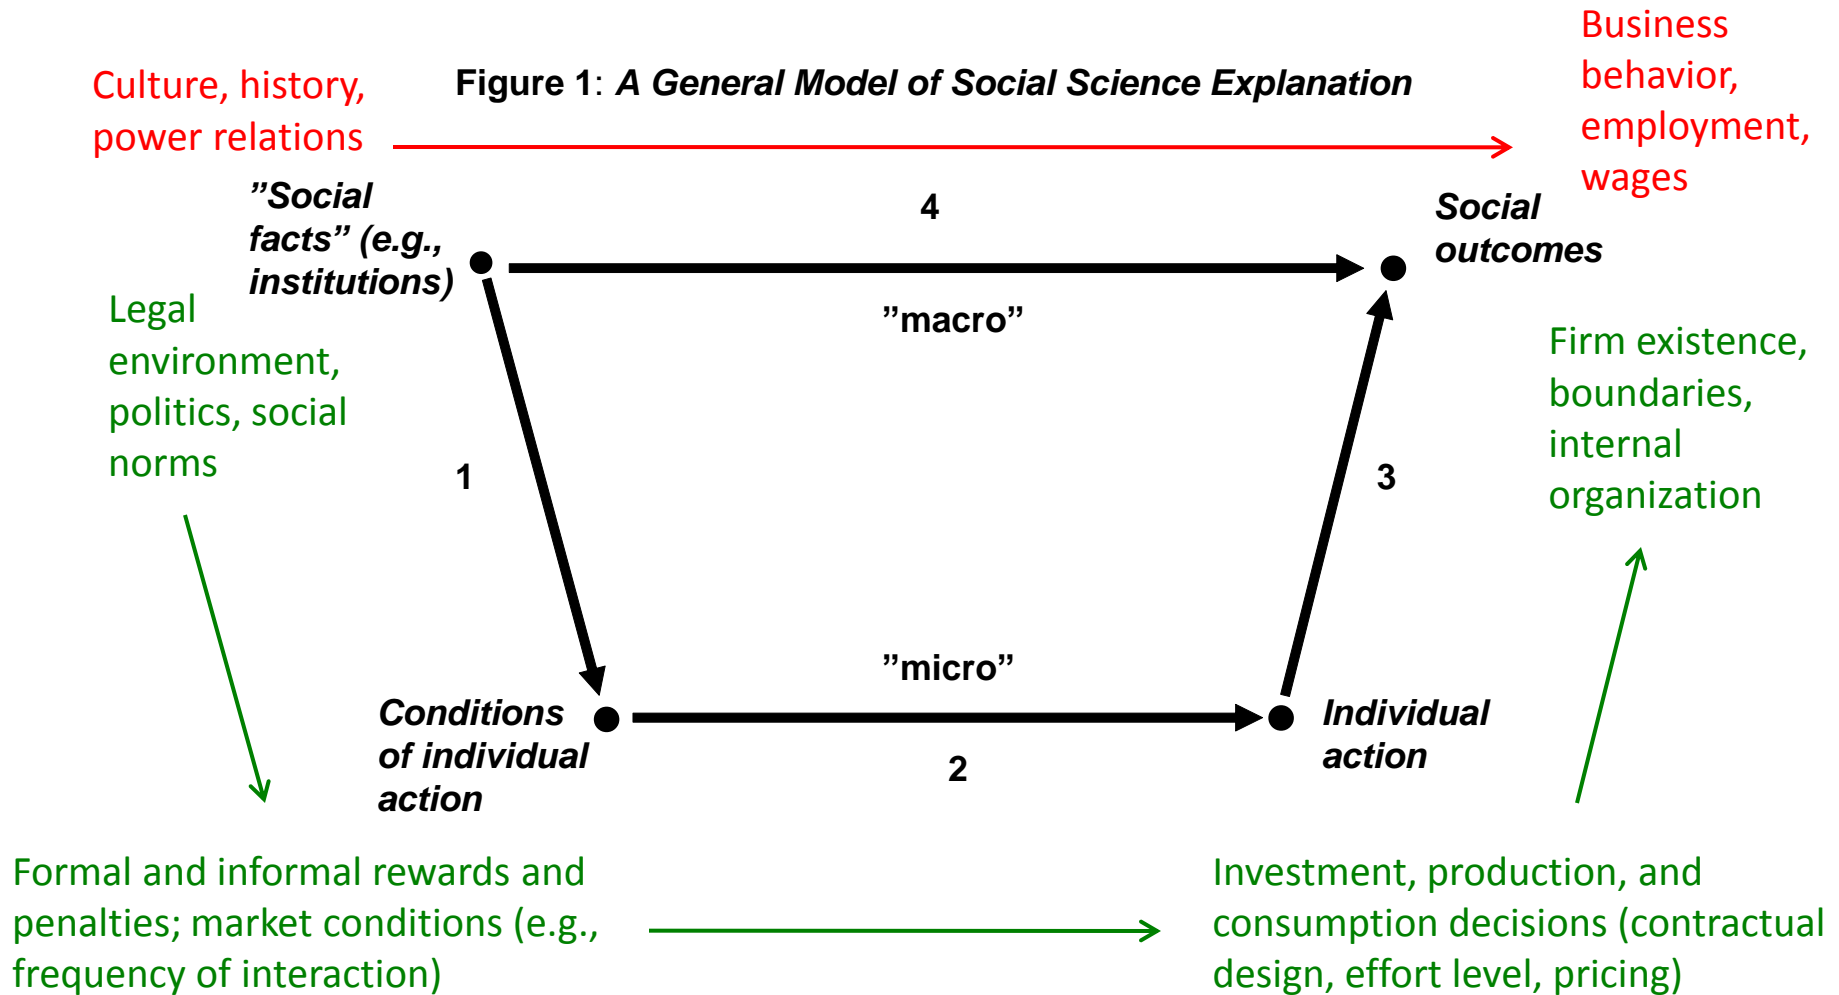 Figure 1: A General Model of Social Science Explanation
Culture, history,
power relations
Business
behavior,
employment,
wages
”Social
facts” (e.g.,
institutions)
4
Social
outcomes
”macro”
Legal
environment,
politics, social
norms
Firm existence,
boundaries,
internal
organization
1
3
”micro”
Conditions
of individual
action
2
Individual
action
Formal and informal rewards and
penalties; market conditions (e.g.,
frequency of interaction)
Investment, production, and
consumption decisions (contractual
design, effort level, pricing)